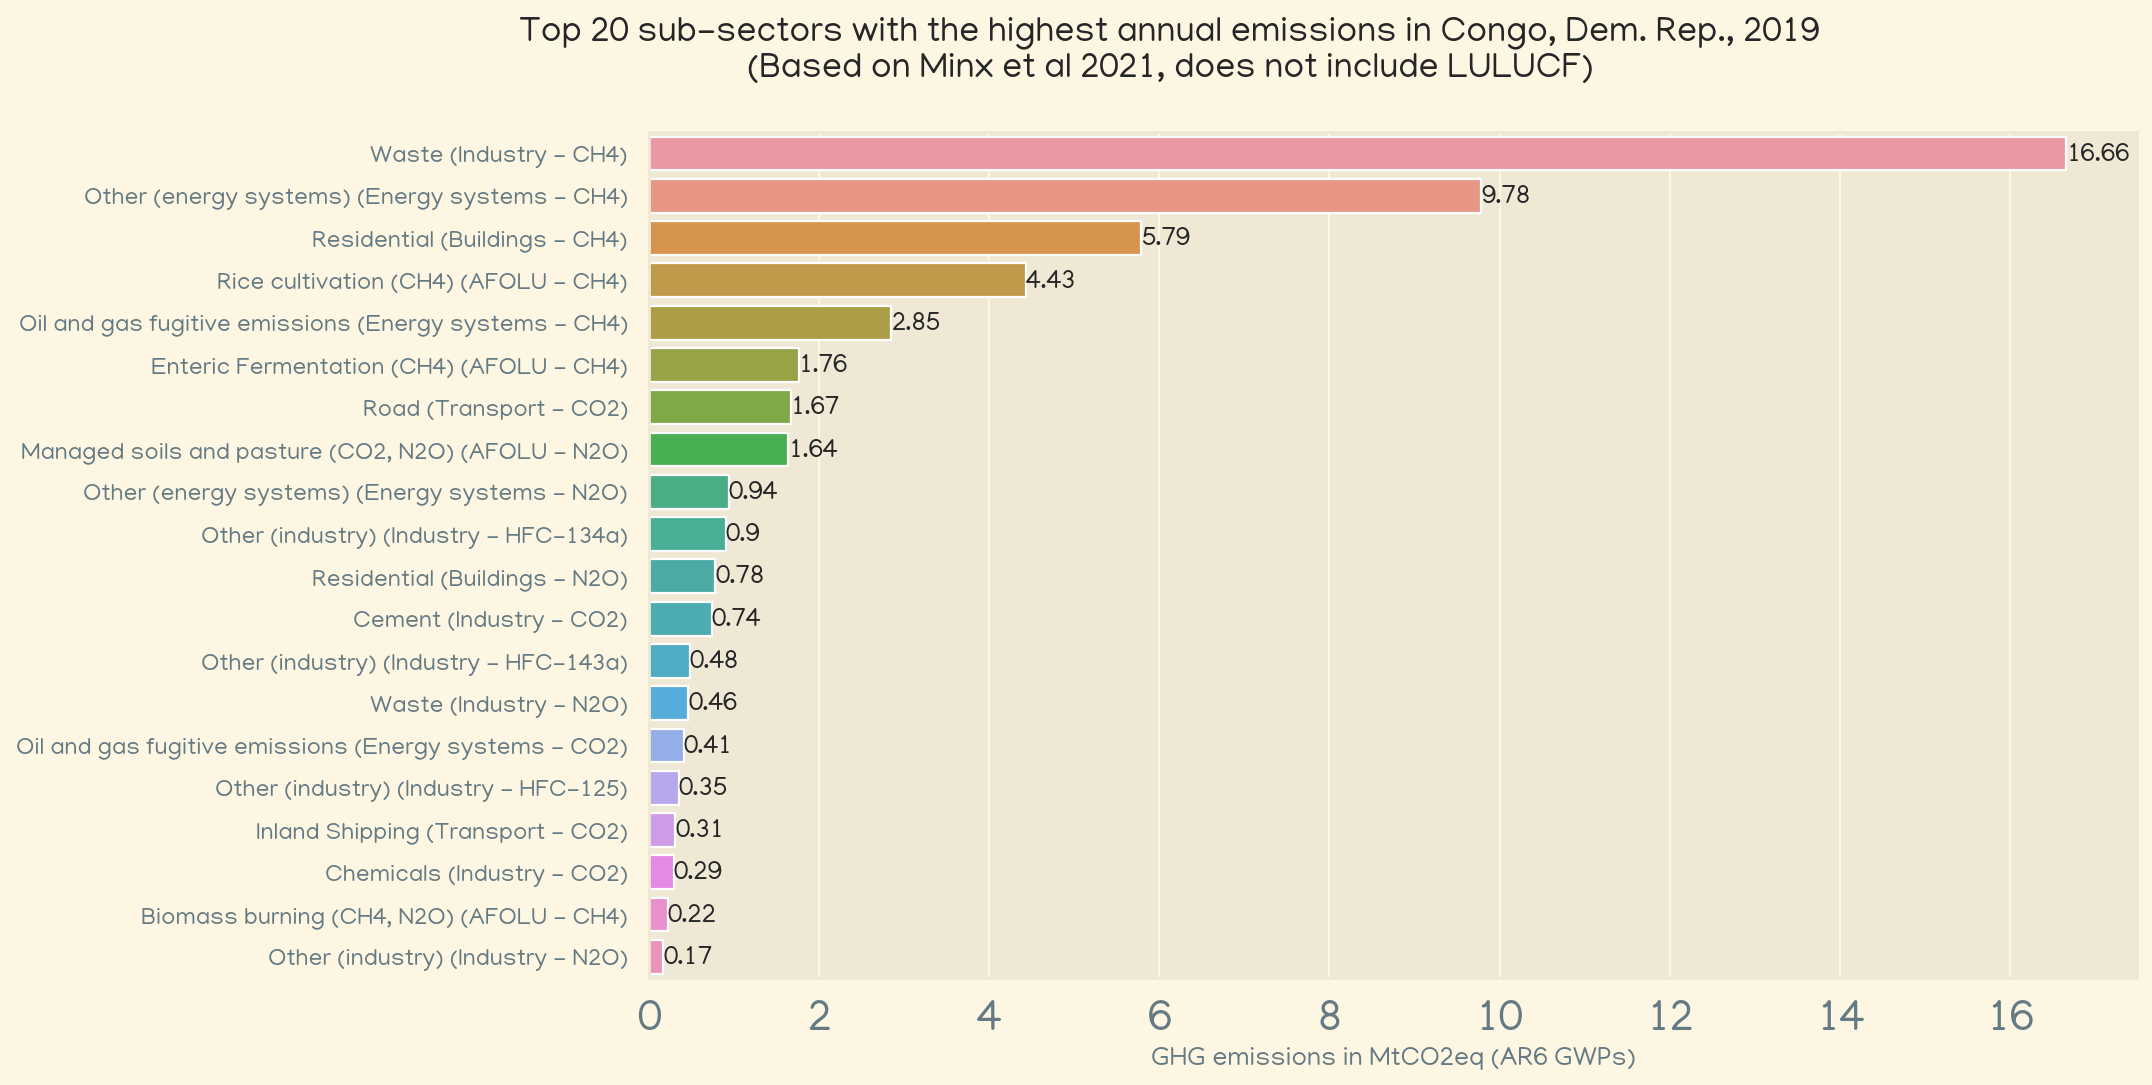 Top 20 sub-sectors with the highest annual emissions in Congo, Dem. Rep., 2019
(Based on Minx et al 2021, does not include LULUCF)
Waste (Industry - CH4) 16.66
Other (energy systems) (Energy systems - CH4) 9.78
Residential (Buildings - CH4) 5.79
Rice cultivation (CH4) (AFOLU - CH4) 4.43
Oil and gas fugitive emissions (Energy systems - CH4) 2.85
Enteric Fermentation (CH4) (AFOLU - CH4) 1.76
Road (Transport - CO2) 1.67
Managed soils and pasture (CO2, N2O) (AFOLU - N2O) 1.64
Other (energy systems) (Energy systems - N2O) 0.94
Other (industry) (Industry - HFC-134a) 0.9
Residential (Buildings - N2O) 0.78
Cement (Industry - CO2) 0.74
Other (industry) (Industry - HFC-143a) 0.48
Waste (Industry - N2O) 0.46
Oil and gas fugitive emissions (Energy systems - CO2) 0.41
Other (industry) (Industry - HFC-125) 0.35
Inland Shipping (Transport - CO2) 0.31
Chemicals (Industry - CO2) 0.29
Biomass burning (CH4, N2O) (AFOLU - CH4) 0.22
Other (industry) (Industry - N2O) 0.17
0 2 4 6 8 10 12 14 16
GHG emissions in MtCO2eq (AR6 GWPs)